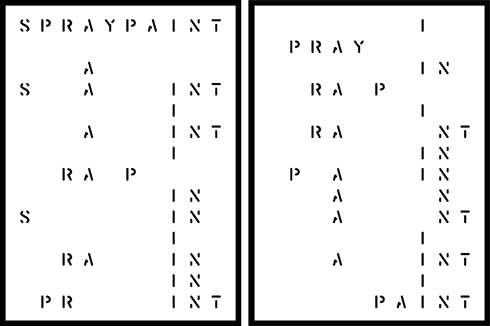 SPRAYPAINT
A
S A INT
I
A INT
I
RA P
IN
S IN
I
RA IN
IN
PR INT
I
PRAY
IN
RA P
I
RA NT
IN
P A IN
A N
A NT
I
A INT
I
PAINT